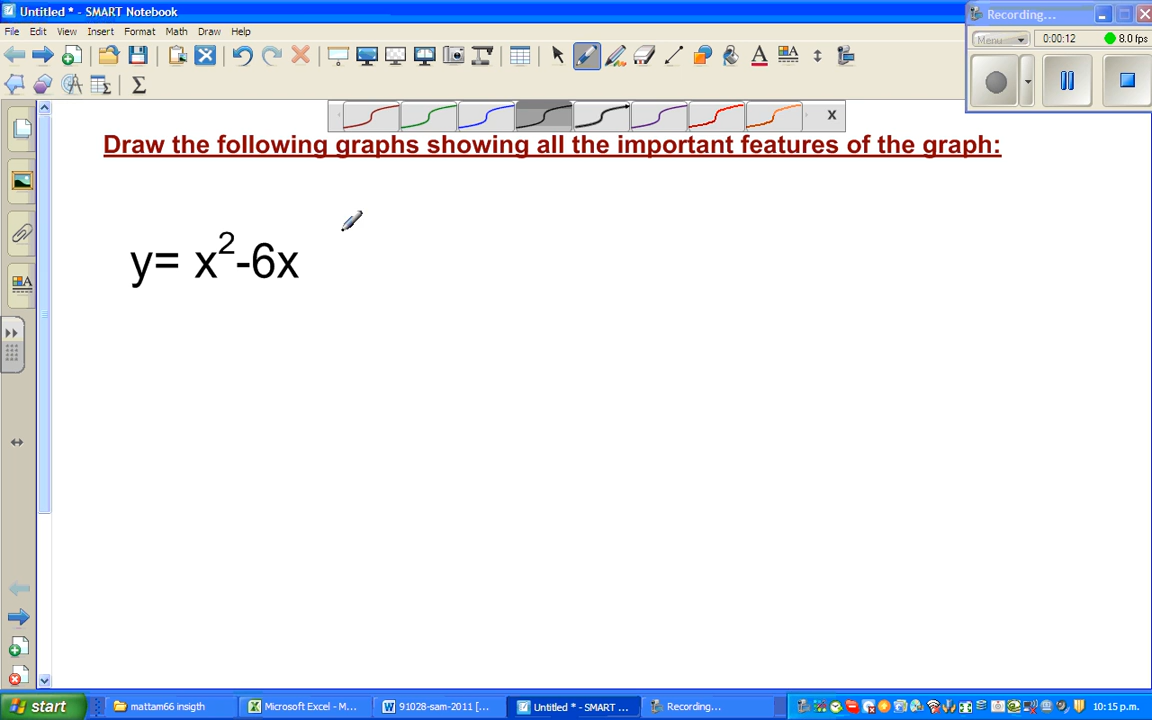 Untitled * - SMART Notebook
File Edit View Insert Format Math Draw Help
Recording...
Menu 0:00:12 8.0 fps
x
Draw the following graphs showing all the important features of the graph:
y= x²-6x
start mattam66 insigth Microsoft Excel - M... 91028-sam-2011 [... Untitled * - SMART ... Recording... 10:15 p.m.